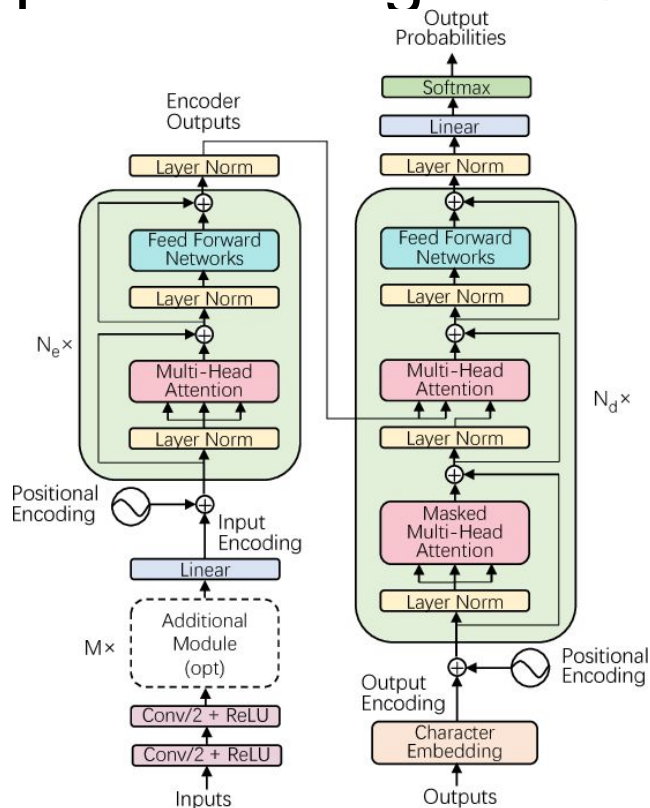 Output
Probabilities
Softmax
Linear
Layer Norm
Feed Forward
Networks
Layer Norm
Multi-Head
Attention
Layer Norm
Masked
Multi-Head
Attention
Layer Norm
N_d×
Positional
Encoding
Output
Encoding
Character
Embedding
Outputs
Encoder
Outputs
Layer Norm
Feed Forward
Networks
Layer Norm
N_e×
Multi-Head
Attention
Layer Norm
Positional
Encoding
Input
Encoding
Linear
M×
Additional
Module
(opt)
Conv/2 + ReLU
Conv/2 + ReLU
Inputs